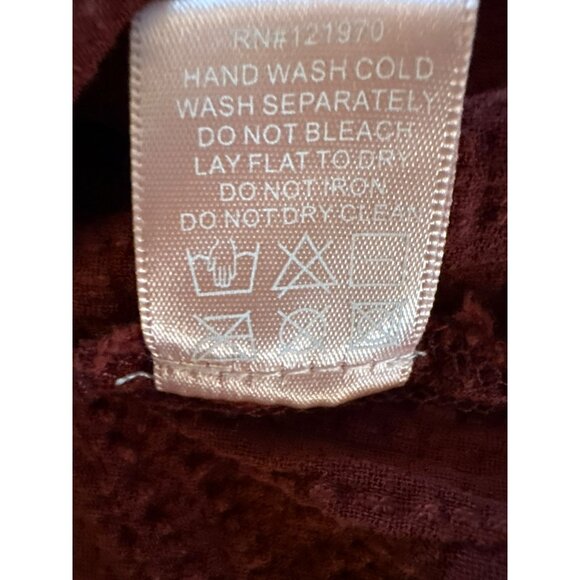 RN#121970
HAND WASH COLD
WASH SEPARATELY
DO NOT BLEACH
LAY FLAT TO DRY
DO NOT IRON
DO NOT DRY CLEAN